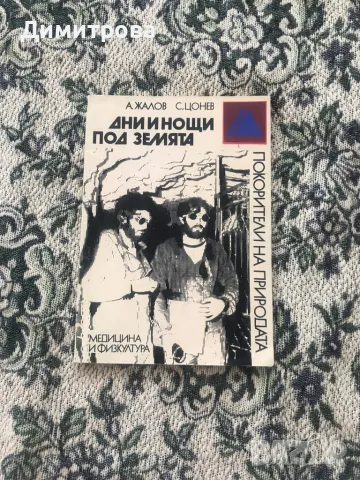 Димитрова
А. ЖАЛОВ С. ЦОНЕВ
ДНИ И НОЩИ
ПОД ЗЕМЯТА
ПОКОРИТЕЛИ НА ПРИРОДАТА
МЕДИЦИНА
И ФИЗКУЛТУРА